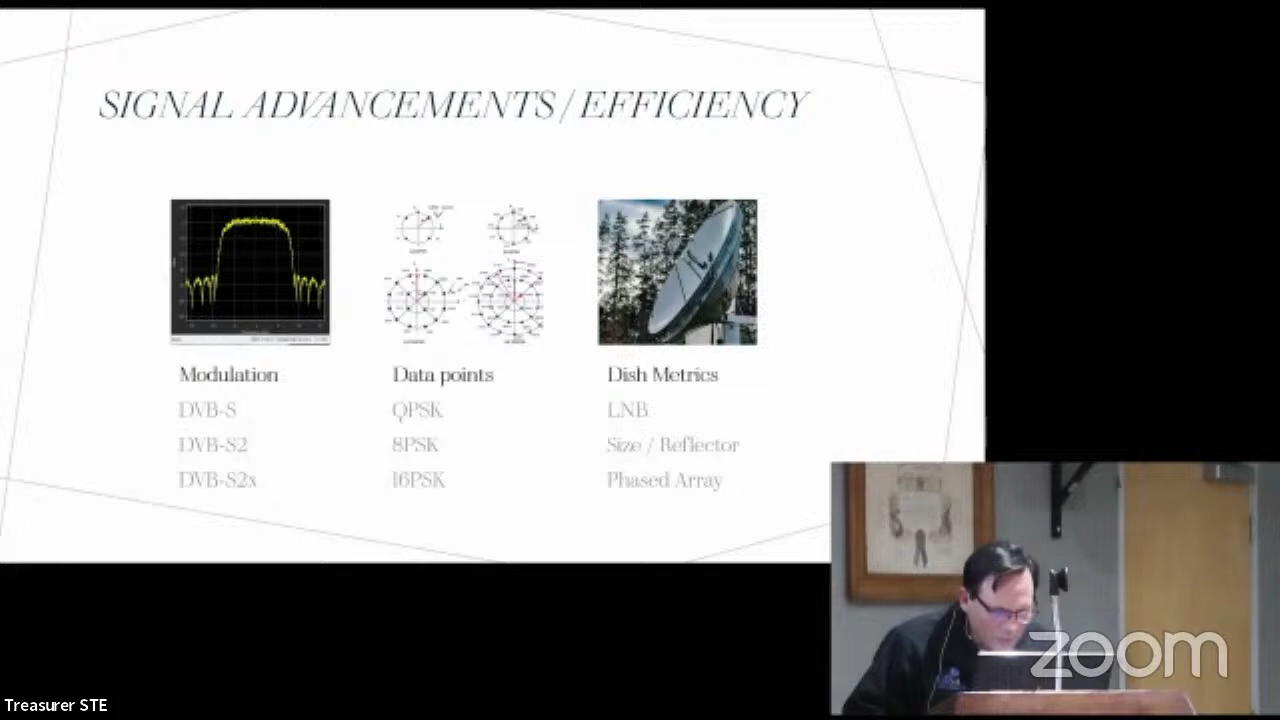 SIGNAL ADVANCEMENTS / EFFICIENCY
Modulation
DVB-S
DVB-S2
DVB-S2x
Data points
QPSK
8PSK
16PSK
Dish Metrics
LNB
Size / Reflector
Phased Array
zoom
Treasurer STE